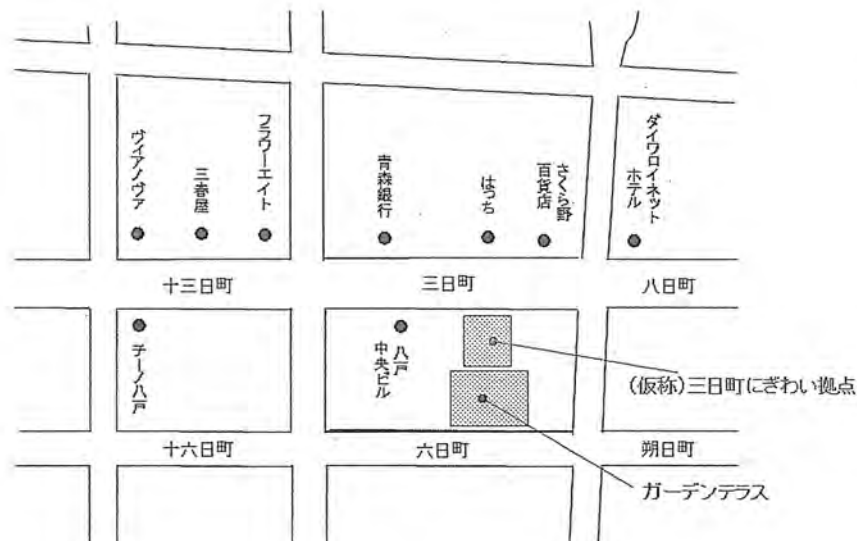 ヴィアノヴァ
三春屋
フラワーエイト
青森銀行
はっち
さくら野
百貨店
ダイワロイネット
ホテル
十三日町
三日町
八日町
チーノ八戸
八戸
中央ビル
(仮称)三日町にぎわい拠点
十六日町
六日町
朔日町
ガーデンテラス